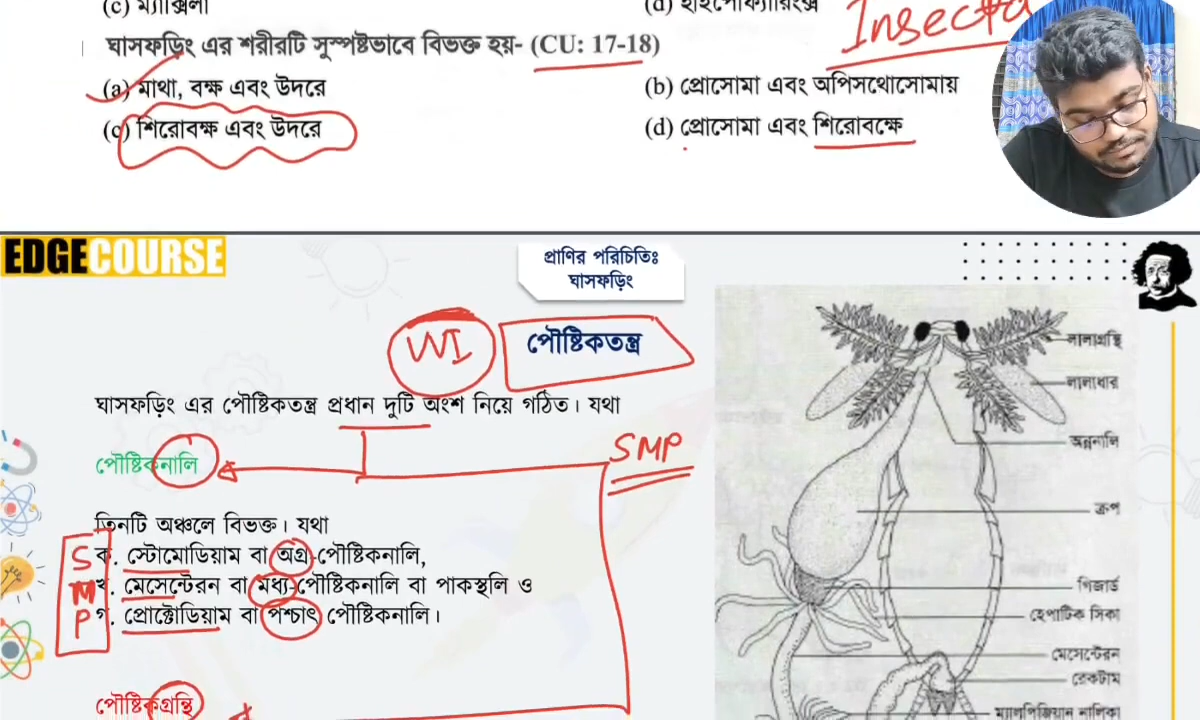 (c) ম্যাক্সিলা
(d) হাইপোফ্যারিংক্স
Insecta
ঘাসফড়িং এর শরীরটি সুস্পষ্টভাবে বিভক্ত হয়- (CU: 17-18)
(a) মাথা, বক্ষ এবং উদরে
(b) প্রোসোমা এবং অপিসথোসোমায়
(c) শিরোবক্ষ এবং উদরে
(d) প্রোসোমা এবং শিরোবক্ষে
EDGE COURSE
প্রাণির পরিচিতিঃ
ঘাসফড়িং
VVI
পৌষ্টিকতন্ত্র
ঘাসফড়িং এর পৌষ্টিকতন্ত্র প্রধান দুটি অংশ নিয়ে গঠিত। যথা
SMP
পৌষ্টিকনালি
তিনটি অঞ্চলে বিভক্ত। যথা
S ক. স্টোমোডিয়াম বা অগ্র-পৌষ্টিকনালি,
M খ. মেসেন্টেরন বা মধ্য-পৌষ্টিকনালি বা পাকস্থলি ও
P গ. প্রোক্টোডিয়াম বা পশ্চাৎ পৌষ্টিকনালি।
পৌষ্টিকগ্রন্থি
লালাগ্রন্থি
লালাধার
অন্ননালি
ক্রপ
গিজার্ড
হেপাটিক সিকা
মেসেন্টেরন
রেকটাম
ম্যালপিজিয়ান নালিকা